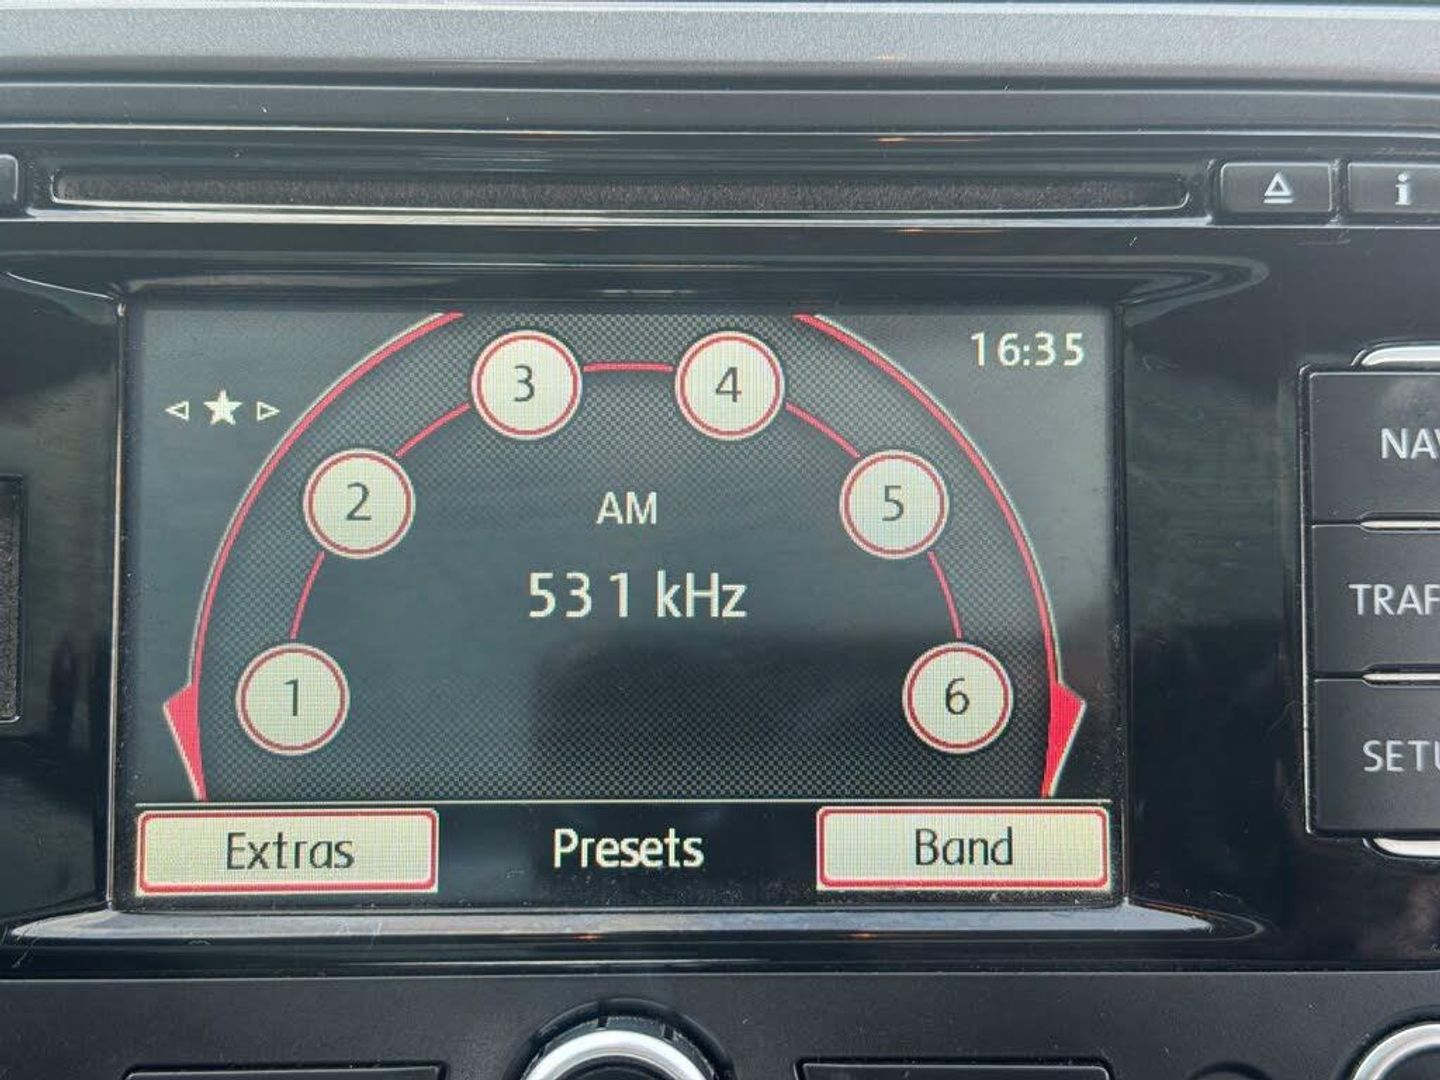 16:35
3
4
2
5
AM
531 kHz
1
6
Extras
Presets
Band
NAV
TRAF
SETU